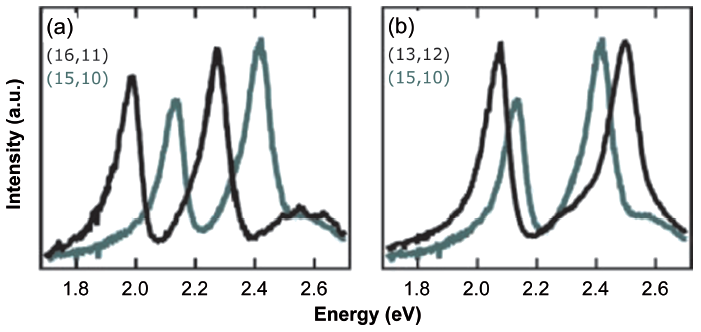 (a)
(16,11)
(15,10)
(b)
(13,12)
(15,10)
Intensity (a.u.)
1.8 2.0 2.2 2.4 2.6
1.8 2.0 2.2 2.4 2.6
Energy (eV)